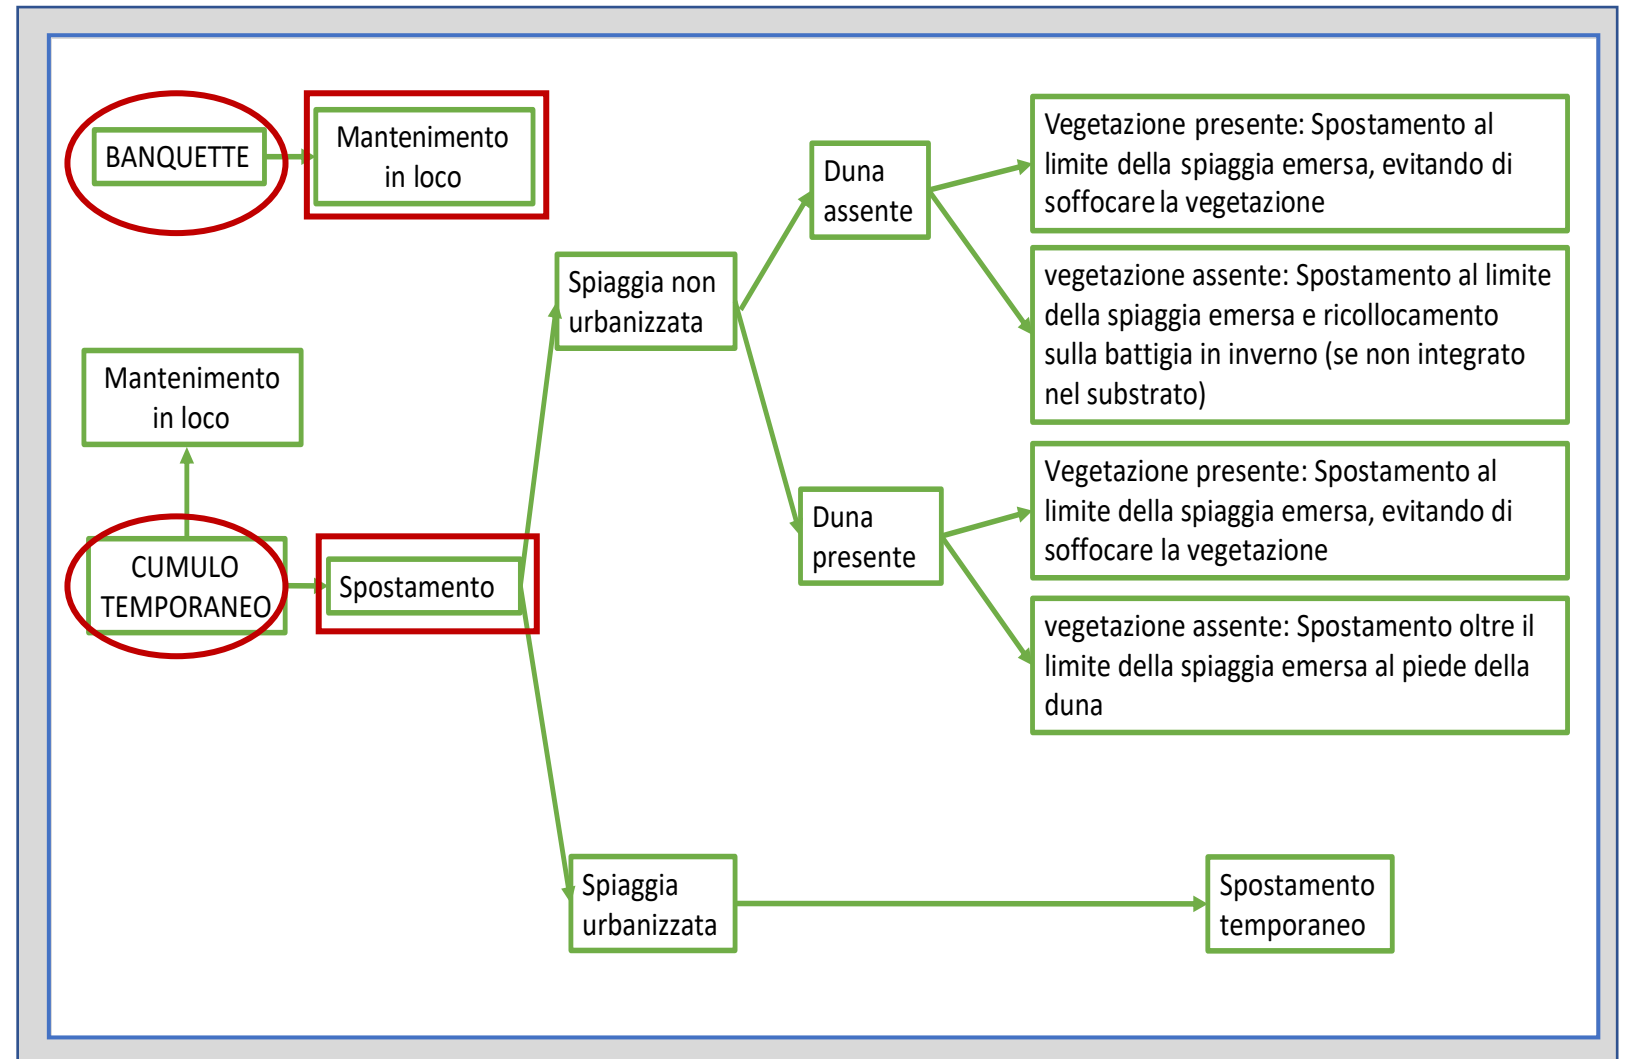 BANQUETTE
Mantenimento
in loco
Mantenimento
in loco
CUMULO
TEMPORANEO
Spostamento
Spiaggia non
urbanizzata
Duna
assente
Vegetazione presente: Spostamento al
limite della spiaggia emersa, evitando di
soffocare la vegetazione
vegetazione assente: Spostamento al limite
della spiaggia emersa e ricollocamento
sulla battigia in inverno (se non integrato
nel substrato)
Duna
presente
Vegetazione presente: Spostamento al
limite della spiaggia emersa, evitando di
soffocare la vegetazione
vegetazione assente: Spostamento oltre il
limite della spiaggia emersa al piede della
duna
Spiaggia
urbanizzata
Spostamento
temporaneo